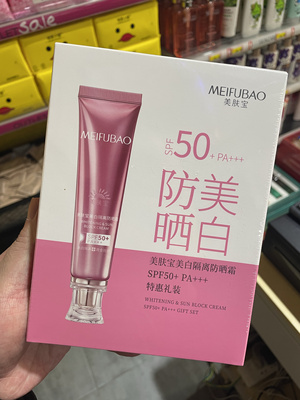 sale
MEIFUBAO
美肤宝
SPF50+ PA+++
防美
晒白
MEIFUBAO
SPF50+
美肤宝美白隔离防晒霜
SPF50+ PA+++
特惠礼装
WHITENING & SUN BLOCK CREAM
SPF50+ PA+++ GIFT SET